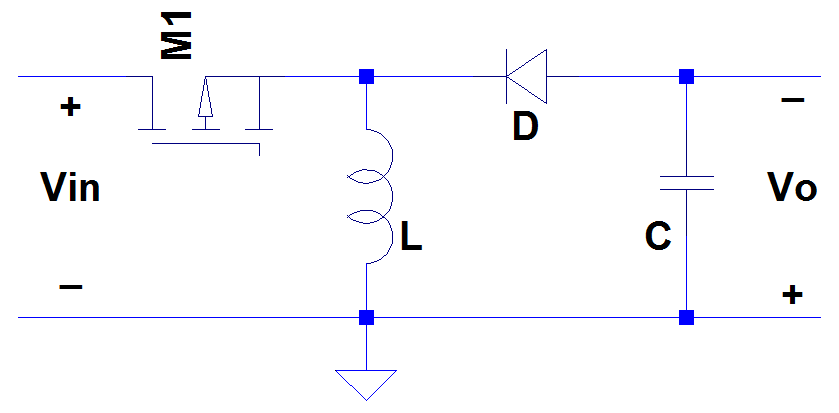 M1
+
–
D
Vin
Vo
L
C
–
+